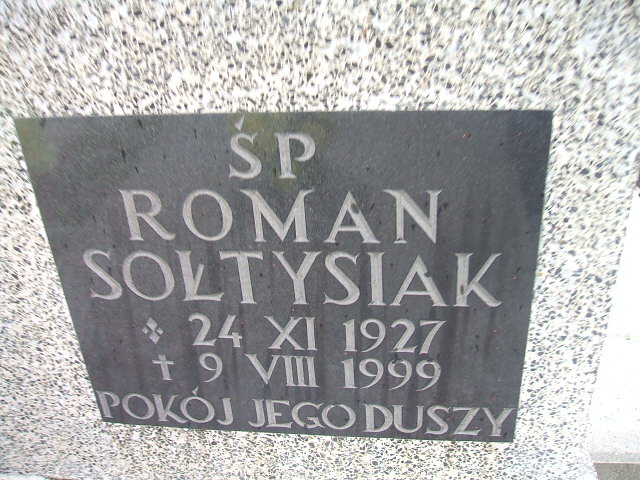 ŚP
ROMAN
SOŁTYSIAK
24 XI 1927
✝ 9 VIII 1999
POKÓJ JEGO DUSZY